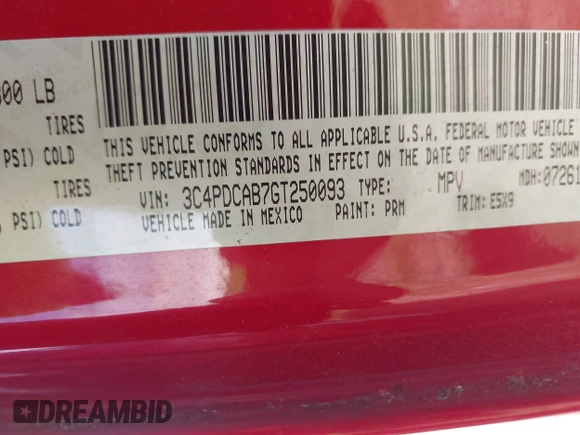 300 LB
TIRES
PSI) COLD
TIRES
PSI) COLD
THIS VEHICLE CONFORMS TO ALL APPLICABLE U.S.A. FEDERAL MOTOR VEHICLE
THEFT PREVENTION STANDARDS IN EFFECT ON THE DATE OF MANUFACTURE SHOWN
VIN: 3C4PDCAB7GT250093 TYPE: MPV MDH: 07261
VEHICLE MADE IN MEXICO PAINT: PRM TRIM: E5X9
DREAMBID